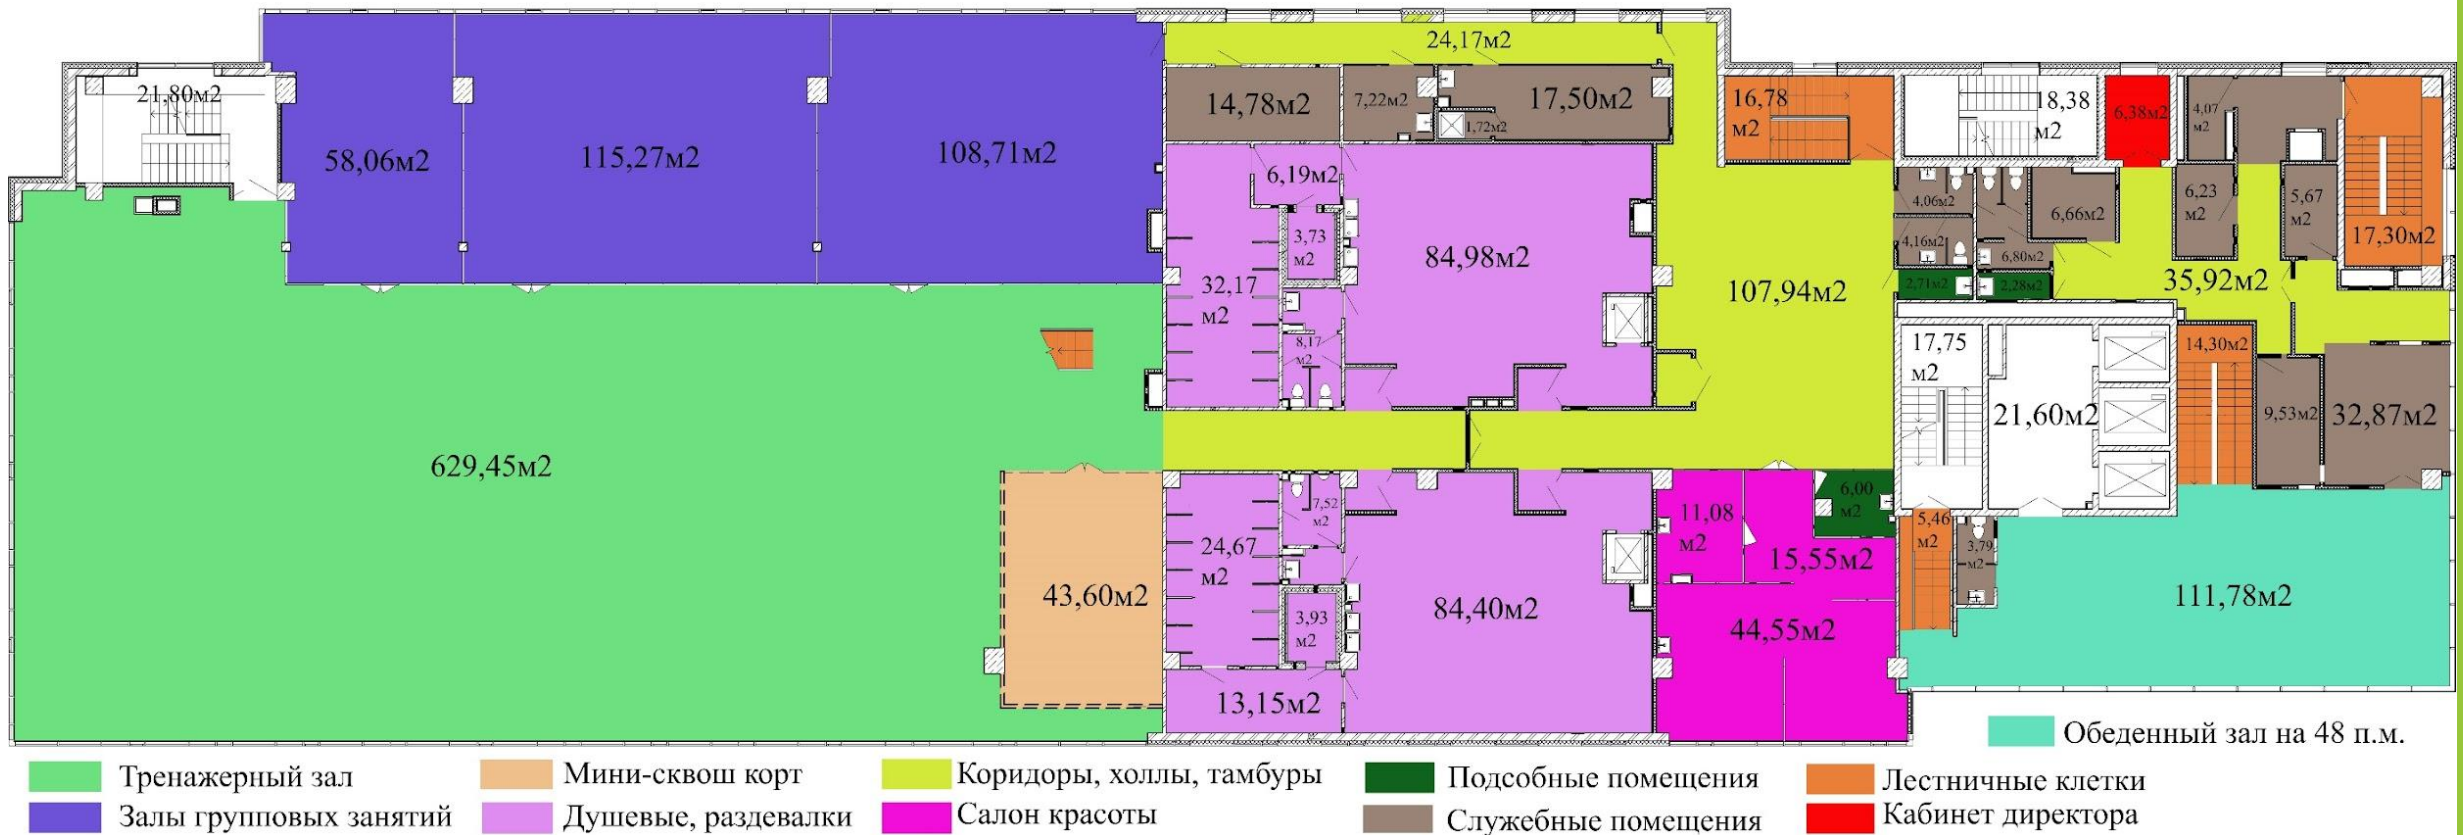 24,17м2
21,80м2
58,06м2
115,27м2
108,71м2
14,78м2
7,22м2
17,50м2
1,72м2
16,78
м2
18,38
м2
6,38м2
4,07
м2
17,30м2
6,19м2
3,73
м2
32,17
м2
84,98м2
8,17
м2
107,94м2
4,06м2
4,16м2
6,66м2
6,80м2
2,71м2
2,28м2
6,23
м2
5,67
м2
35,92м2
17,75
м2
21,60м2
14,30м2
9,53м2
32,87м2
629,45м2
43,60м2
7,52
м2
24,67
м2
3,93
м2
84,40м2
13,15м2
11,08
м2
6,00
м2
15,55м2
44,55м2
5,46
м2
3,79
м2
111,78м2
Обеденный зал на 48 п.м.
Тренажерный зал
Мини-сквош корт
Коридоры, холлы, тамбуры
Подсобные помещения
Лестничные клетки
Залы групповых занятий
Душевые, раздевалки
Салон красоты
Служебные помещения
Кабинет директора